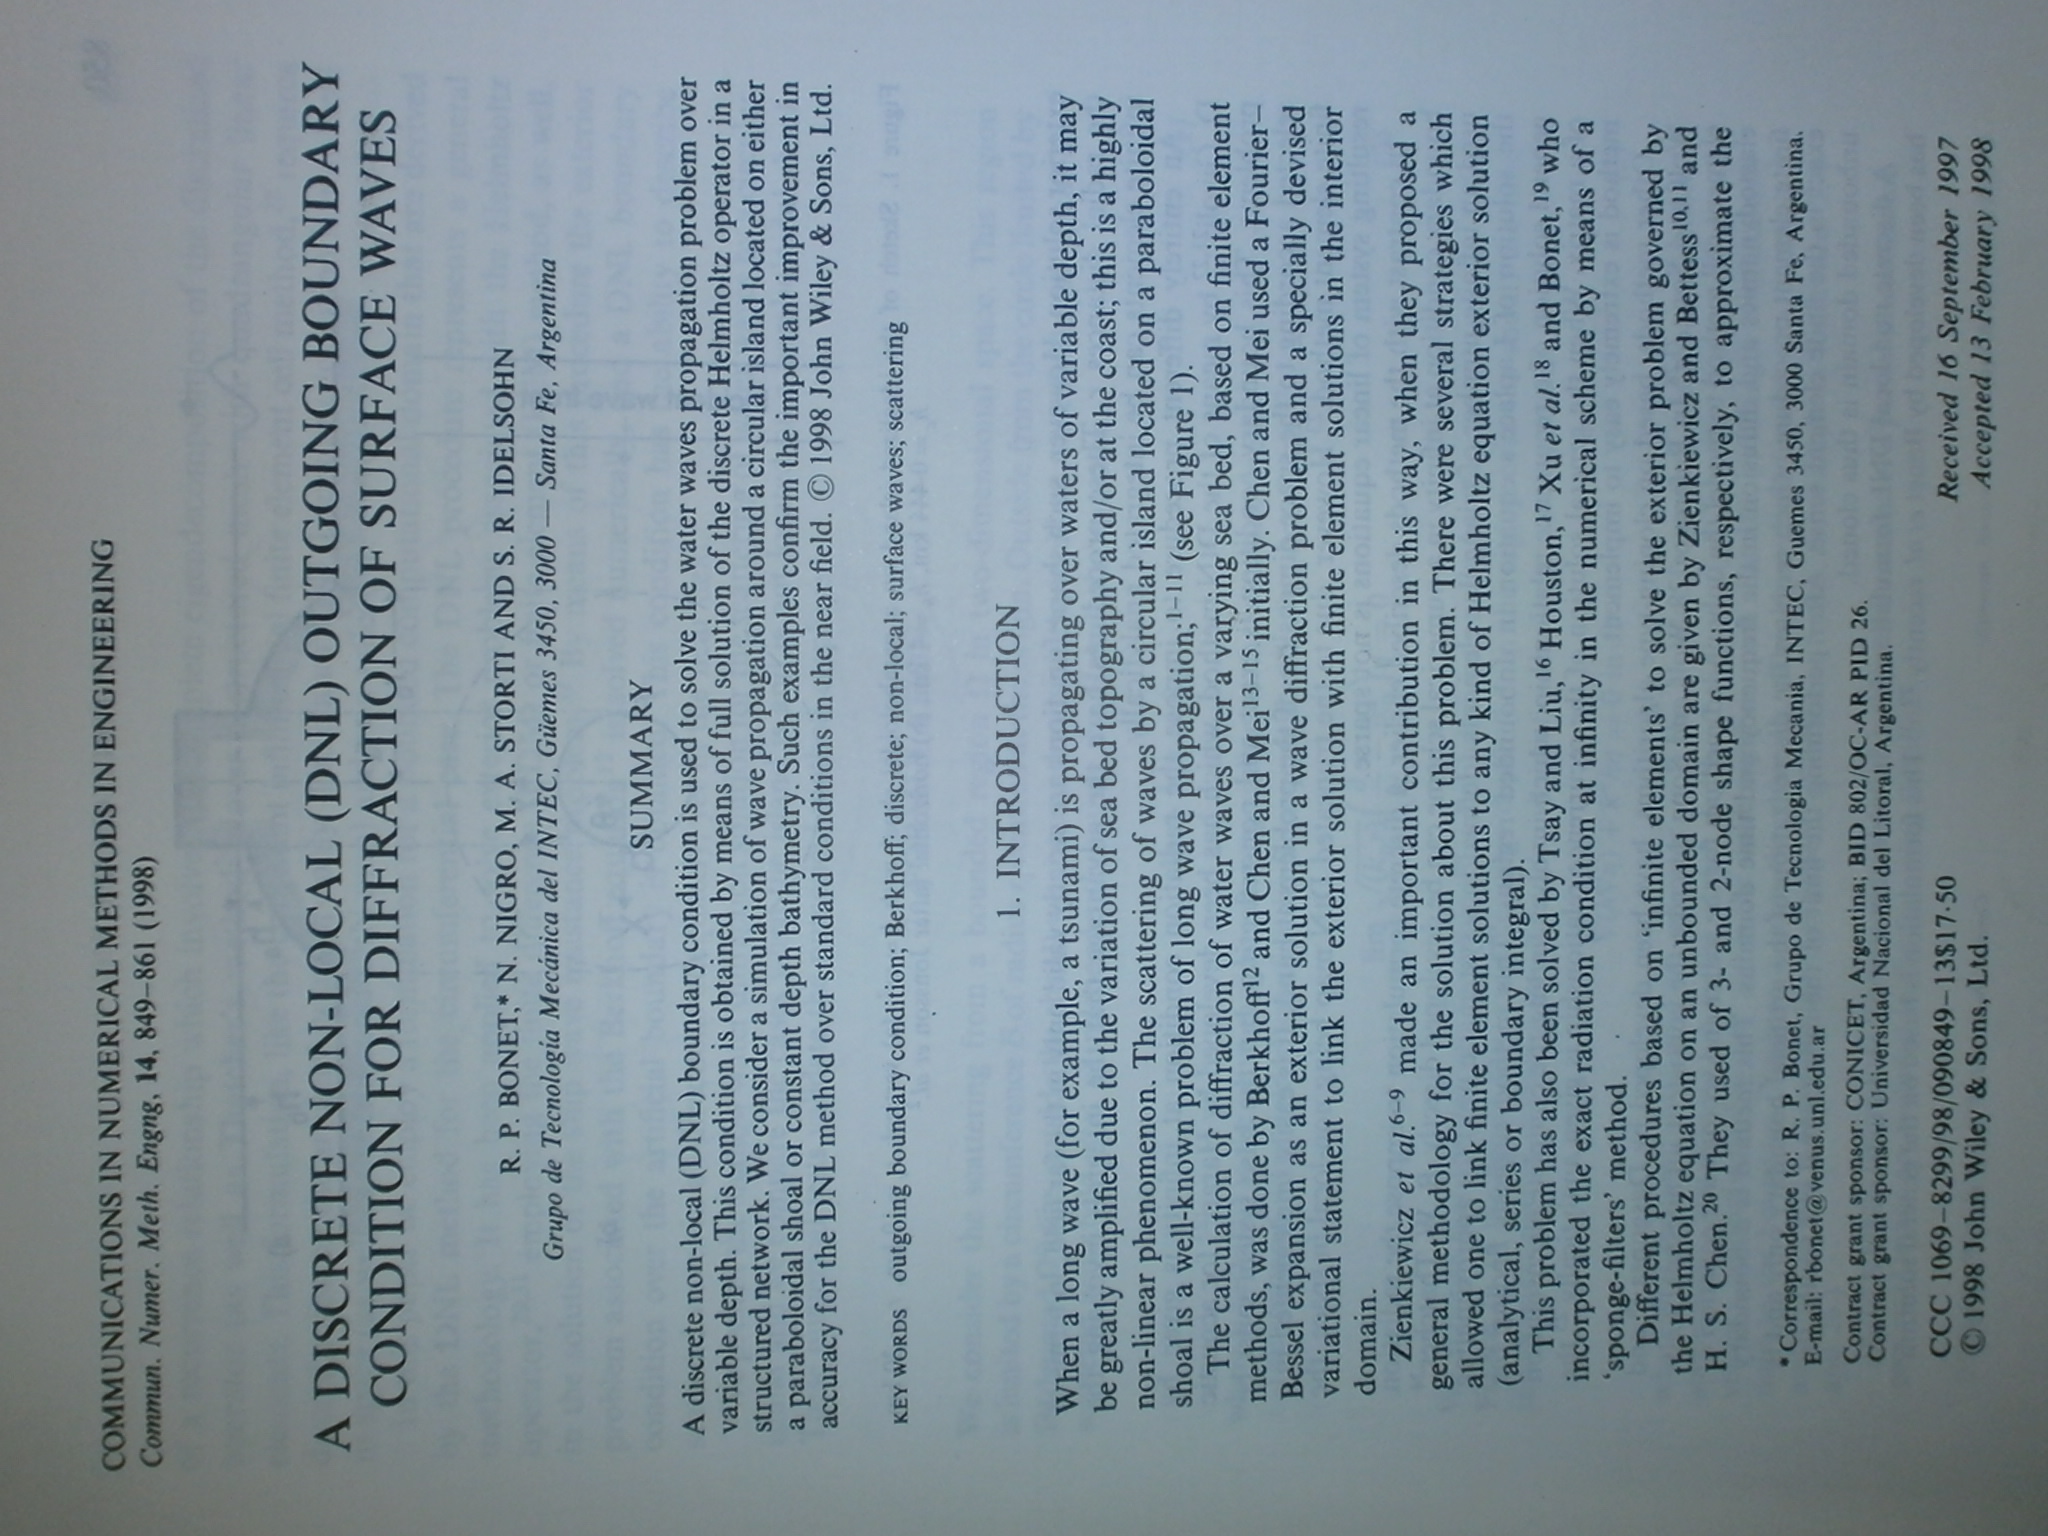 COMMUNICATIONS IN NUMERICAL METHODS IN ENGINEERING
Commun. Numer. Meth. Engng, 14, 849–861 (1998)
A DISCRETE NON-LOCAL (DNL) OUTGOING BOUNDARY
CONDITION FOR DIFFRACTION OF SURFACE WAVES
R. P. BONET,* N. NIGRO, M. A. STORTI AND S. R. IDELSOHN
Grupo de Tecnología Mecánica del INTEC, Güemes 3450, 3000 — Santa Fe, Argentina
SUMMARY
A discrete non-local (DNL) boundary condition is used to solve the water waves propagation problem over
variable depth. This condition is obtained by means of full solution of the discrete Helmholtz operator in a
structured network. We consider a simulation of wave propagation around a circular island located on either
a paraboloidal shoal or constant depth bathymetry. Such examples confirm the important improvement in
accuracy for the DNL method over standard conditions in the near field. © 1998 John Wiley & Sons, Ltd.
KEY WORDS outgoing boundary condition; Berkhoff; discrete; non-local; surface waves; scattering
1. INTRODUCTION
When a long wave (for example, a tsunami) is propagating over waters of variable depth, it may
be greatly amplified due to the variation of sea bed topography and/or at the coast; this is a highly
non-linear phenomenon. The scattering of waves by a circular island located on a paraboloidal
shoal is a well-known problem of long wave propagation,1–11 (see Figure 1).
The calculation of diffraction of water waves over a varying sea bed, based on finite element
methods, was done by Berkhoff12 and Chen and Mei13–15 initially. Chen and Mei used a Fourier–
Bessel expansion as an exterior solution in a wave diffraction problem and a specially devised
variational statement to link the exterior solution with finite element solutions in the interior
domain.
Zienkiewicz et al.6–9 made an important contribution in this way, when they proposed a
general methodology for the solution about this problem. There were several strategies which
allowed one to link finite element solutions to any kind of Helmholtz equation exterior solution
(analytical, series or boundary integral).
This problem has also been solved by Tsay and Liu,16 Houston,17 Xu et al.18 and Bonet,19 who
incorporated the exact radiation condition at infinity in the numerical scheme by means of a
‘sponge-filters’ method.
Different procedures based on ‘infinite elements’ to solve the exterior problem governed by
the Helmholtz equation on an unbounded domain are given by Zienkiewicz and Bettess10,11 and
H. S. Chen.20 They used of 3- and 2-node shape functions, respectively, to approximate the
*Correspondence to: R. P. Bonet, Grupo de Tecnologia Mecania, INTEC, Guemes 3450, 3000 Santa Fe, Argentina.
E-mail: rbonet@venus.unl.edu.ar
Contract grant sponsor: CONICET, Argentina; BID 802/OC-AR PID 26.
Contract grant sponsor: Universidad Nacional del Litoral, Argentina.
CCC 1069–8299/98/090849–13$17·50
© 1998 John Wiley & Sons, Ltd.
Received 16 September 1997
Accepted 13 February 1998